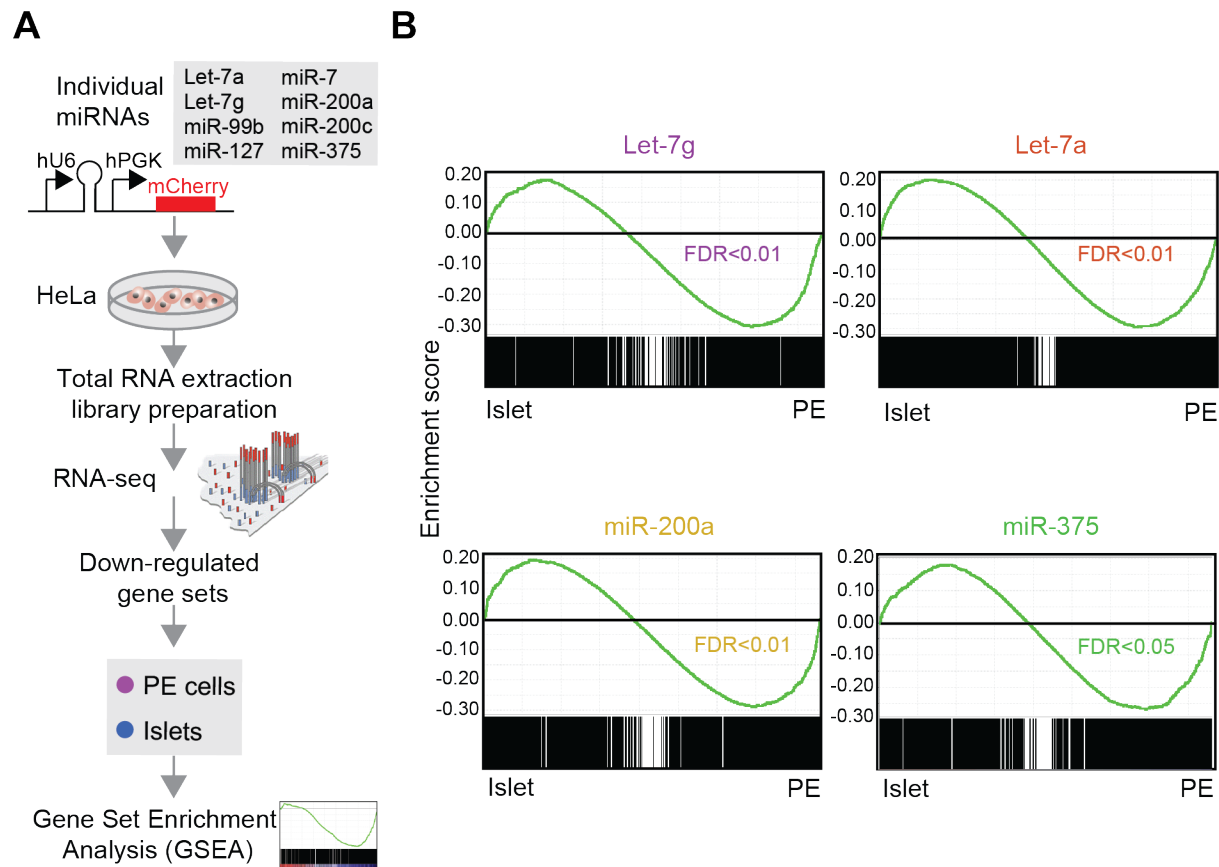 A
Individual
miRNAs
Let-7a miR-7
Let-7g miR-200a
miR-99b miR-200c
miR-127 miR-375
hU6 hPGK
mCherry
HeLa
Total RNA extraction
library preparation
RNA-seq
Down-regulated
gene sets
PE cells
Islets
Gene Set Enrichment
Analysis (GSEA)
B
Enrichment score
Let-7g
0.20
0.10
0.00
-0.10
-0.20
-0.30
FDR<0.01
Islet PE
Let-7a
0.20
0.10
0.00
-0.10
-0.20
-0.30
FDR<0.01
Islet PE
miR-200a
0.20
0.10
0.00
-0.10
-0.20
-0.30
FDR<0.01
Islet PE
miR-375
0.20
0.10
0.00
-0.10
-0.20
-0.30
FDR<0.05
Islet PE